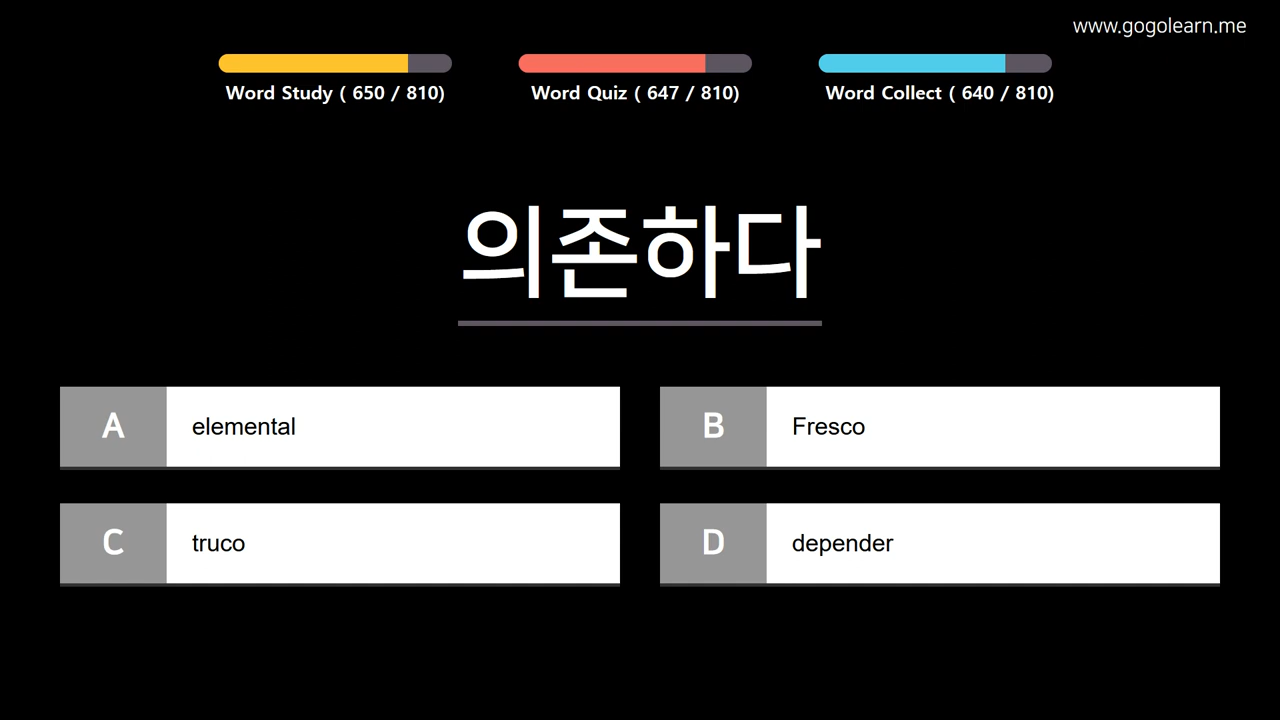 www.gogolearn.me
Word Study ( 650 / 810)
Word Quiz ( 647 / 810)
Word Collect ( 640 / 810)
의존하다
A elemental
B Fresco
C truco
D depender